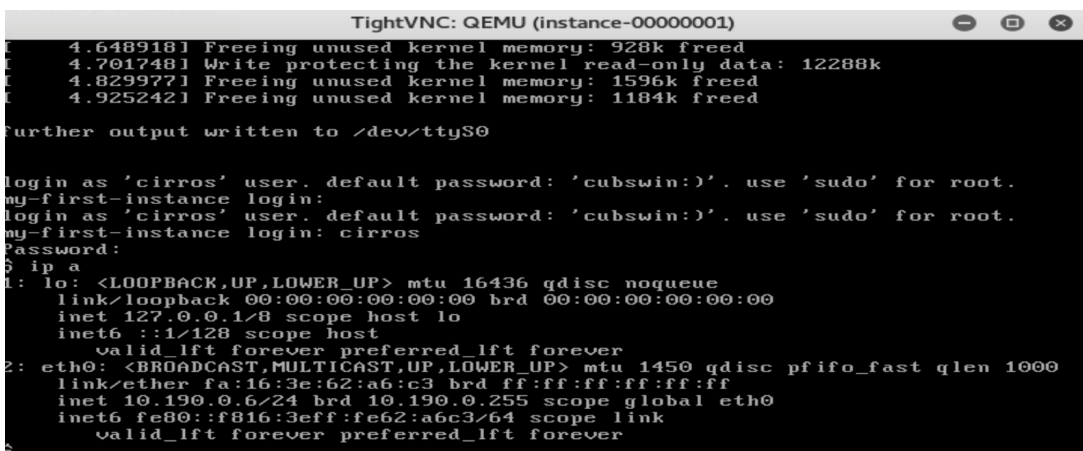 TightVNC: QEMU (instance-00000001)
[    4.648918] Freeing unused kernel memory: 928k freed
[    4.701748] Write protecting the kernel read-only data: 12288k
[    4.829977] Freeing unused kernel memory: 1596k freed
[    4.925242] Freeing unused kernel memory: 1184k freed
further output written to /dev/ttyS0
login as 'cirros' user. default password: 'cubswin:)'. use 'sudo' for root.
my-first-instance login:
login as 'cirros' user. default password: 'cubswin:)'. use 'sudo' for root.
my-first-instance login: cirros
Password:
$ ip a
1: lo: <LOOPBACK,UP,LOWER_UP> mtu 16436 qdisc noqueue
    link/loopback 00:00:00:00:00:00 brd 00:00:00:00:00:00
    inet 127.0.0.1/8 scope host lo
    inet6 ::1/128 scope host
       valid_lft forever preferred_lft forever
2: eth0: <BROADCAST,MULTICAST,UP,LOWER_UP> mtu 1450 qdisc pfifo_fast qlen 1000
    link/ether fa:16:3e:62:a6:c3 brd ff:ff:ff:ff:ff:ff
    inet 10.190.0.6/24 brd 10.190.0.255 scope global eth0
    inet6 fe80::f816:3eff:fe62:a6c3/64 scope link
       valid_lft forever preferred_lft forever
$